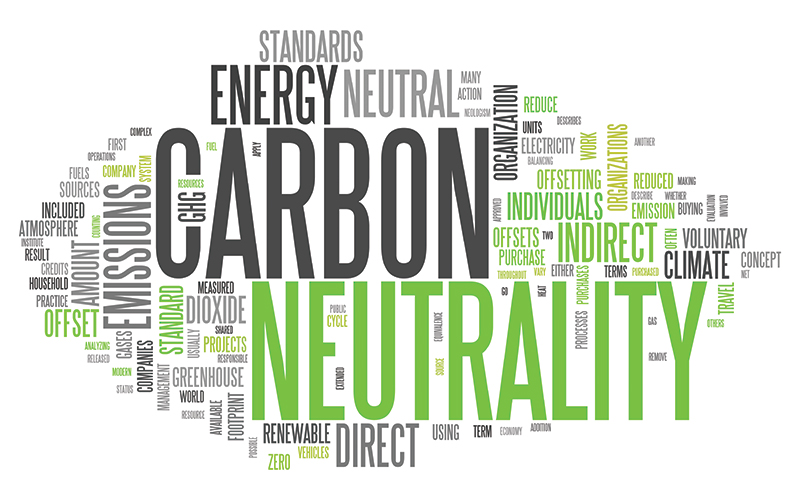 STANDARDS
ENERGY
NEUTRAL
MANY
ACTION
NEOLOGISM
ORGANIZATION
REDUCE
DESCRIBES
UNITS
ELECTRICITY
BALANCING
WORK
ORGANIZATIONS
ANOTHER
COMPLEX
FIRST
OPERATIONS
FUELS
COMPANY
SYSTEM
SOURCES
FUEL
APPLY
CARBON
RESOURCES
GHG
OFFSETTING
REDUCED
MAKING
INDIVIDUALS
DESCRIBE
WHETHER
EMISSION
BUYING
EVALUATION
INVOLVED
APPROVED
INCLUDED
COUNTING
ATMOSPHERE
EMISSIONS
AMOUNT
INSTITUTE
RESULT
CREDITS
HOUSEHOLD
PRACTICE
OFFSET
OFFSETS
TWO
INDIRECT
OFTEN
VOLUNTARY
PURCHASE
CLIMATE
CONCEPT
NET
THROUGHOUT
VARY
EITHER
TERMS
PURCHASED
PURCHASES
GO
HEAT
TRAVEL
OTHERS
PROCESSES
GAS
REMOVE
MEASURED
DIOXIDE
STANDARD
USUALLY
SHARED
PROJECTS
RESPONSIBLE
PUBLIC
CYCLE
EQUIVALENCE
NEUTRALITY
SOURCE
EXTENDED
ANALYZING
RELEASED
GASES
MODERN
STATUS
COMPANIES
MANAGEMENT
GREENHOUSE
WORLD
RESOURCE
AVAILABLE
FOOTPRINT
POSSIBLE
RENEWABLE
VEHICLES
ZERO
DIRECT
USING
TERM
ECONOMY
ADDITION